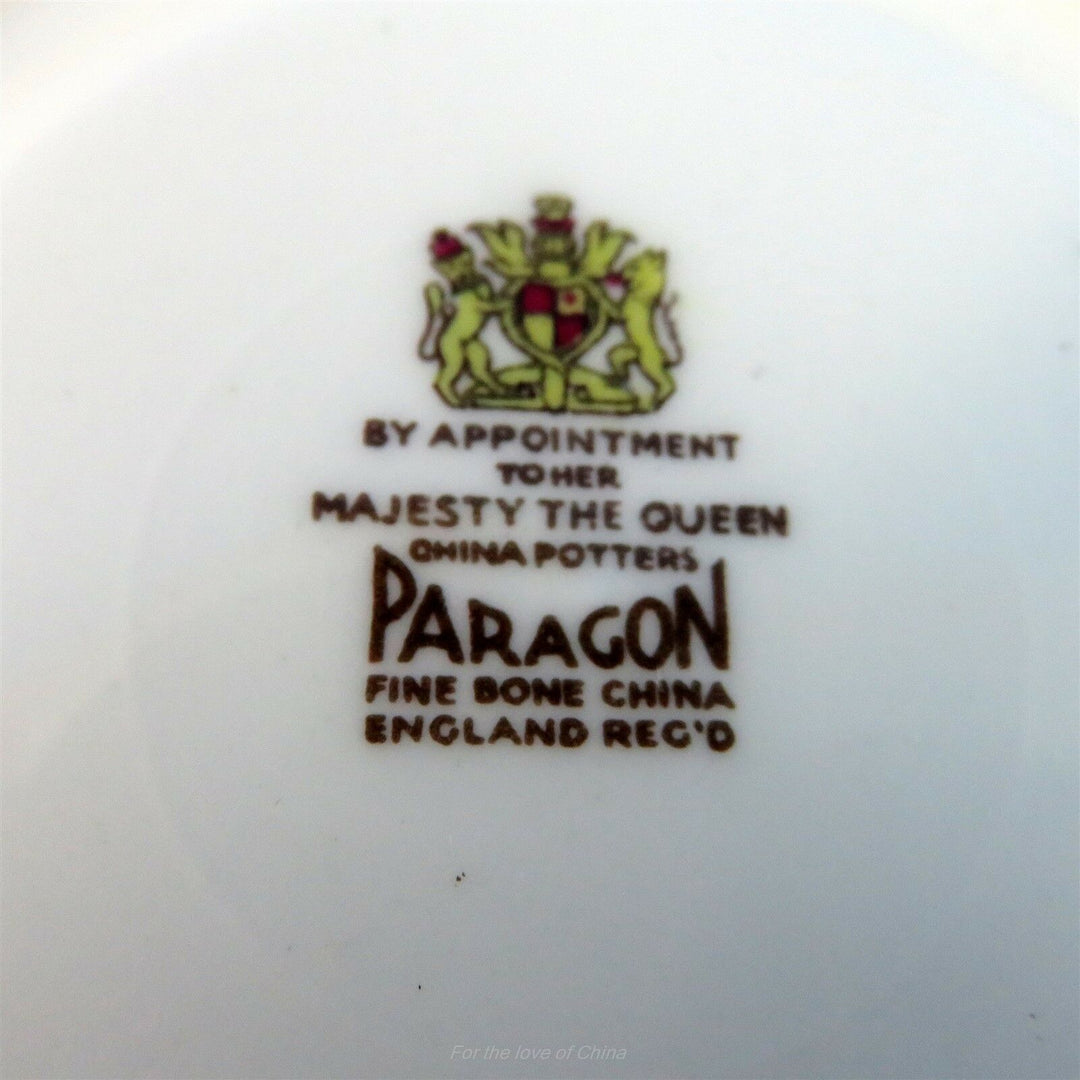 BY APPOINTMENT
TO HER
MAJESTY THE QUEEN
CHINA POTTERS
PARAGON
FINE BONE CHINA
ENGLAND REG'D
For the love of China